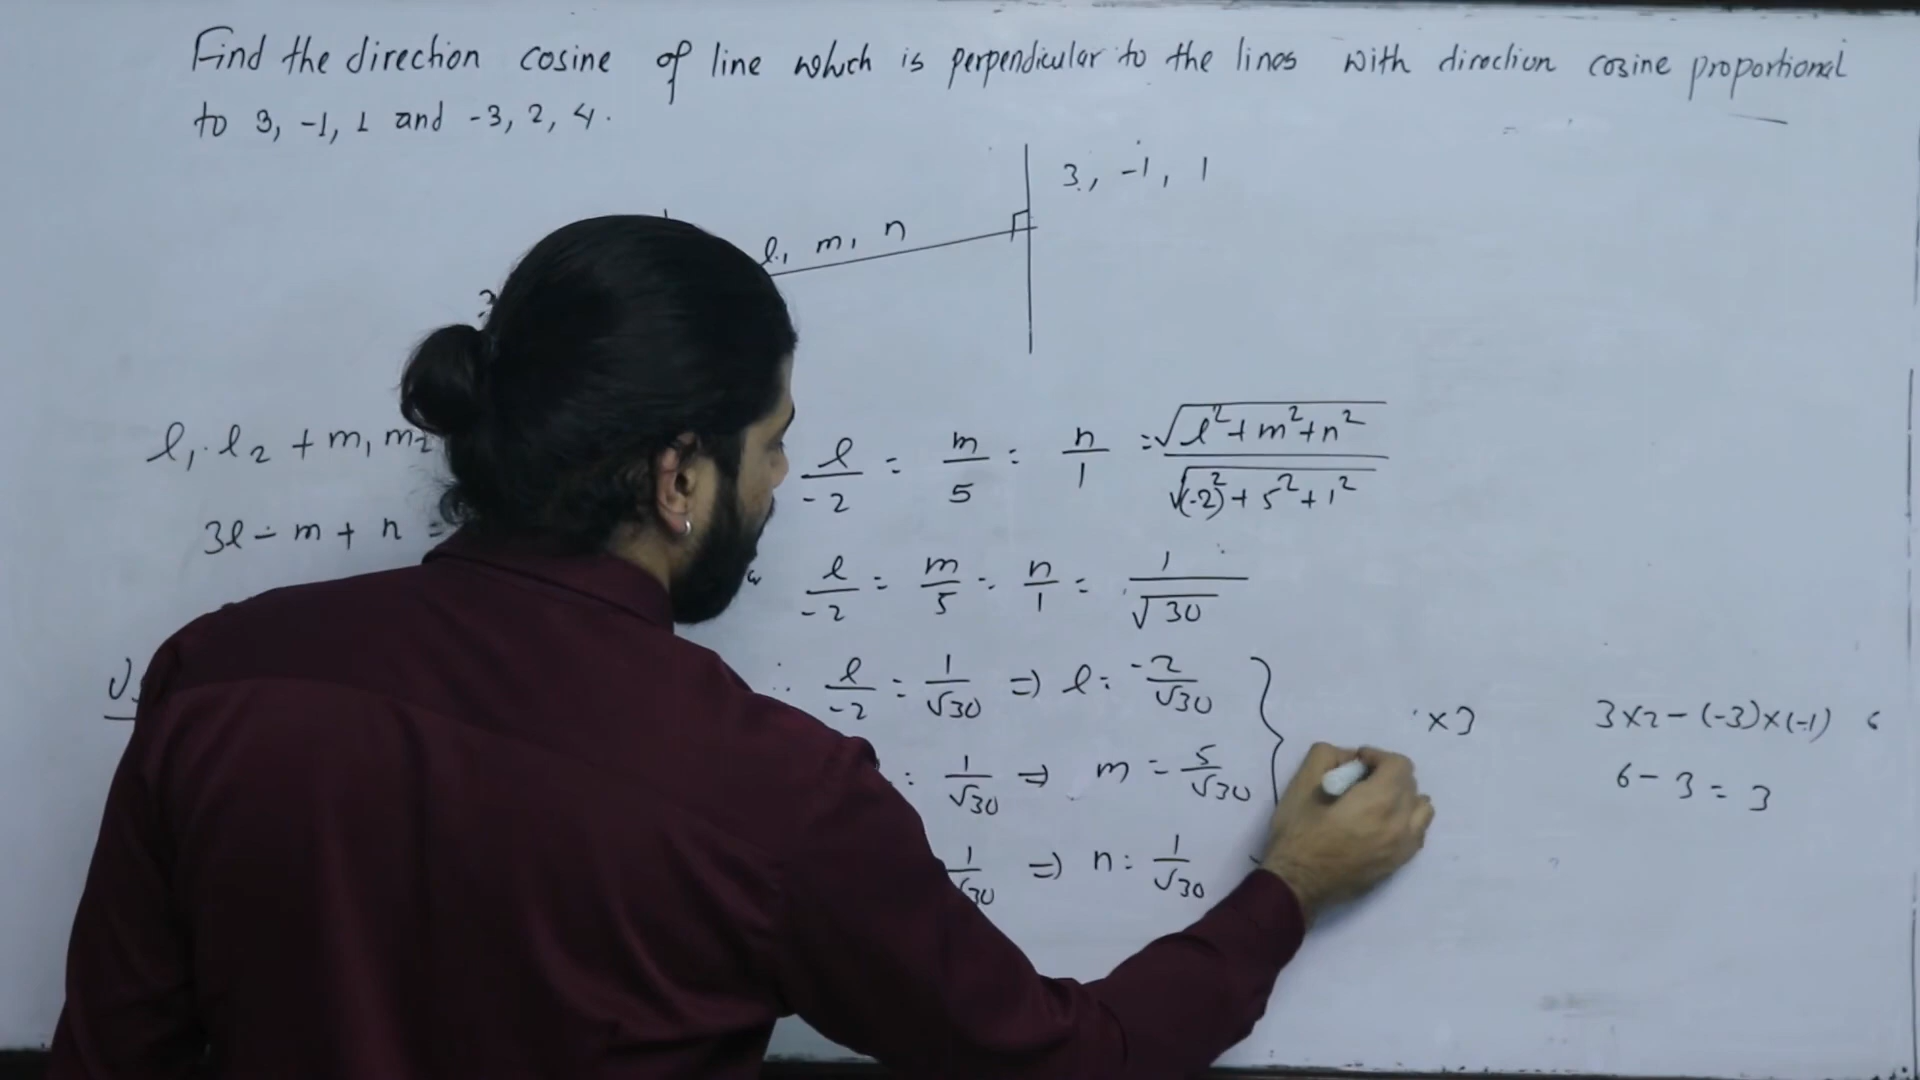 Find the direction cosine of line which is perpendicular to the lines with direction cosine proportional
to 3, -1, 1 and -3, 2, 4.
3, -1, 1
l, m, n
l₁.l₂ + m₁m₂
l/-2 = m/5 = n/1 = √(l²+m²+n²)/√((-2)²+5²+1²)
3l - m + n =
l/-2 = m/5 = n/1 = 1/√30
∴ l/-2 = 1/√30 ⇒ l = -2/√30
×3
3×2-(-3)×(-1)
= 1/√30 ⇒ m = 5/√30
6-3 = 3
1/√30 ⇒ n = 1/√30